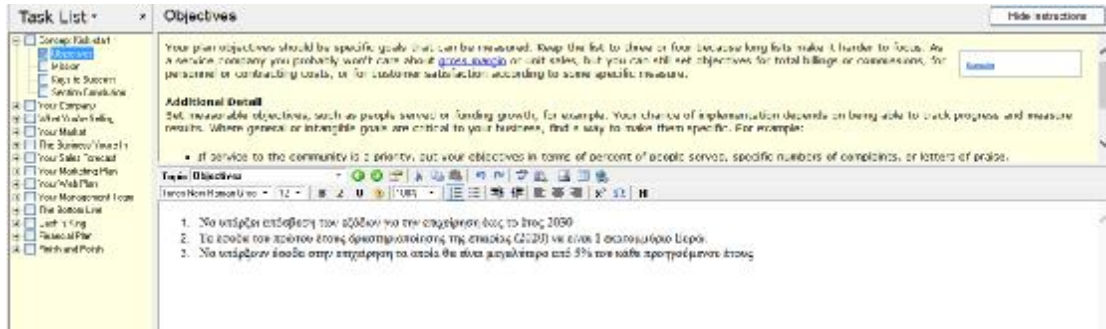 Task List
Objectives
Hide instructions
Concept Kick-start
Objectives
Mission
Keys to Success
Section Conclusion
Your Company
What You're Selling
Your Market
The Business You're In
Your Sales Forecast
Your Marketing Plan
Your Web Plan
Your Management Team
The Bottom Line
Cash Is King
Financial Plan
Finish and Polish
Your plan objectives should be specific goals that can be measured. Keep the list to three or four because long lists make it harder to focus. As
a service company you probably won't care about gross margin or unit sales, but you can still set objectives for total billings or commissions, for
personnel or contracting costs, or for customer satisfaction according to some specific measure.
Additional Detail
Set measurable objectives, such as people served or funding growth, for example. Your chance of implementation depends on being able to track progress and measure
results. Where general or intangible goals are critical to your business, find a way to make them specific. For example:
• If service to the community is a priority, put your objectives in terms of percent of people served, specific numbers of complaints, or letters of praise.
Topic: Objectives
Times New Roman 12 B I U 100%
1. Να υπάρξει απόσβεση των εξόδων για την επιχείρηση έως το έτος 2030
2. Τα έσοδα του πρώτου έτους δραστηριοποίησης της εταιρίας (2020) να είναι 1 εκατομμύριο Ευρώ.
3. Να υπάρξουν έσοδα στην επιχείρηση τα οποία θα είναι μεγαλύτερα από 5% του κάθε προηγούμενου έτους